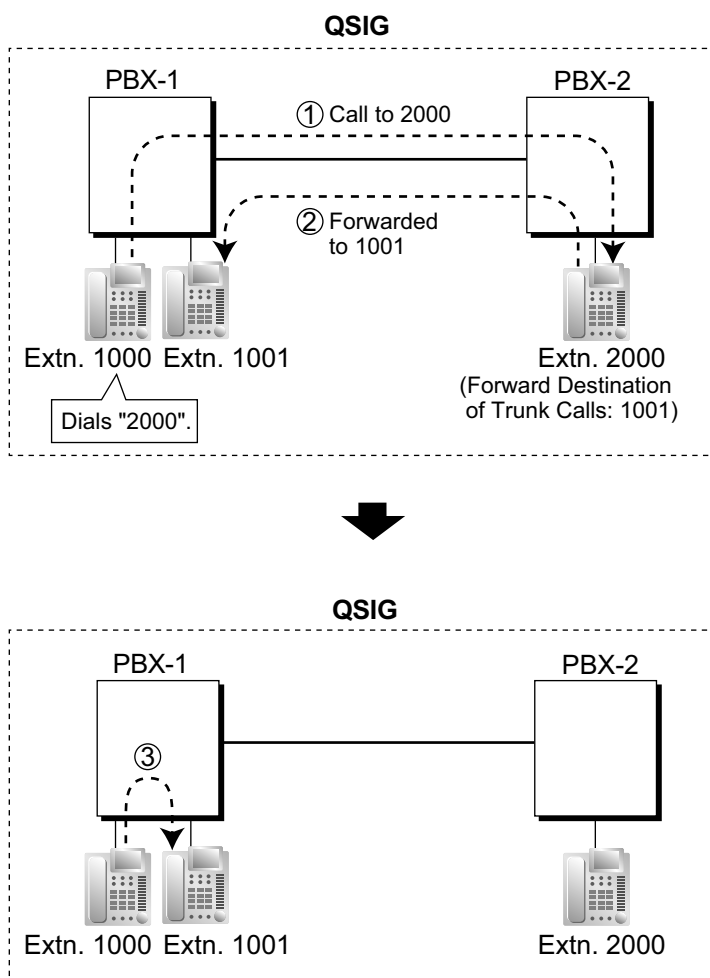 QSIG
PBX-1
PBX-2
① Call to 2000
② Forwarded
to 1001
Extn. 1000
Extn. 1001
Extn. 2000
(Forward Destination
of Trunk Calls: 1001)
Dials "2000".
QSIG
PBX-1
PBX-2
③
Extn. 1000
Extn. 1001
Extn. 2000